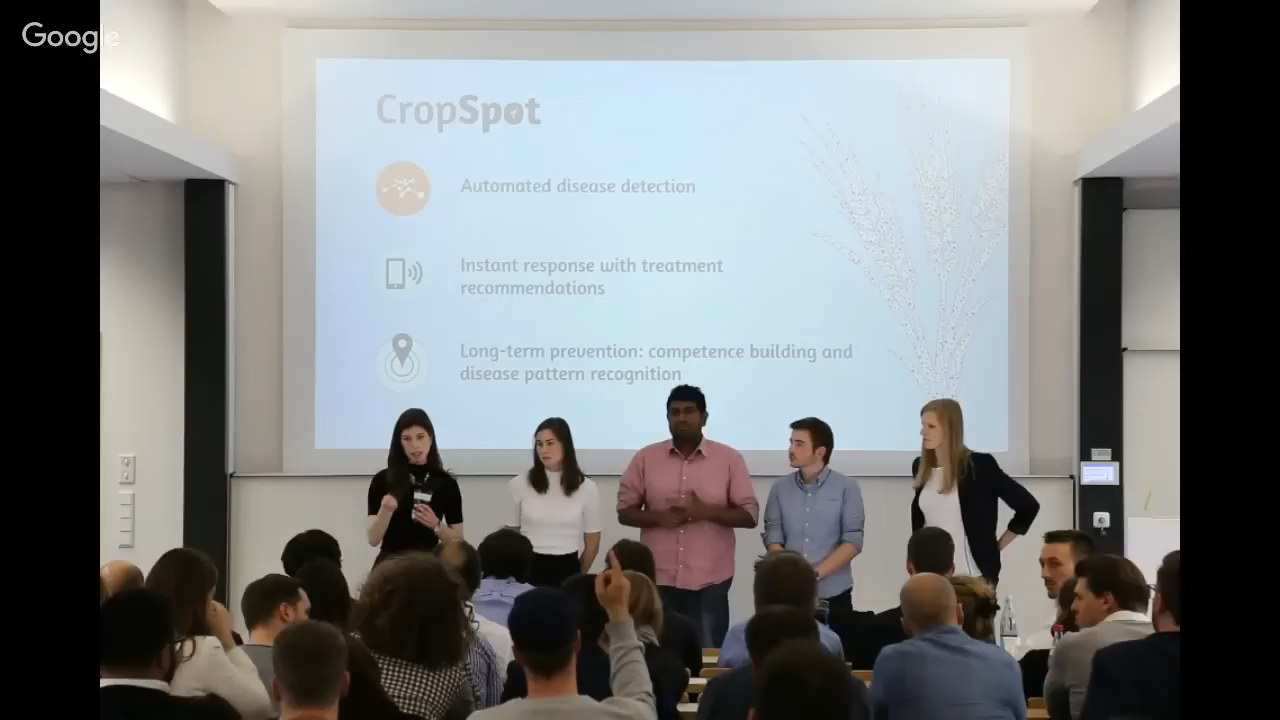 Google
CropSpot
Automated disease detection
Instant response with treatment
recommendations
Long-term prevention: competence building and
disease pattern recognition